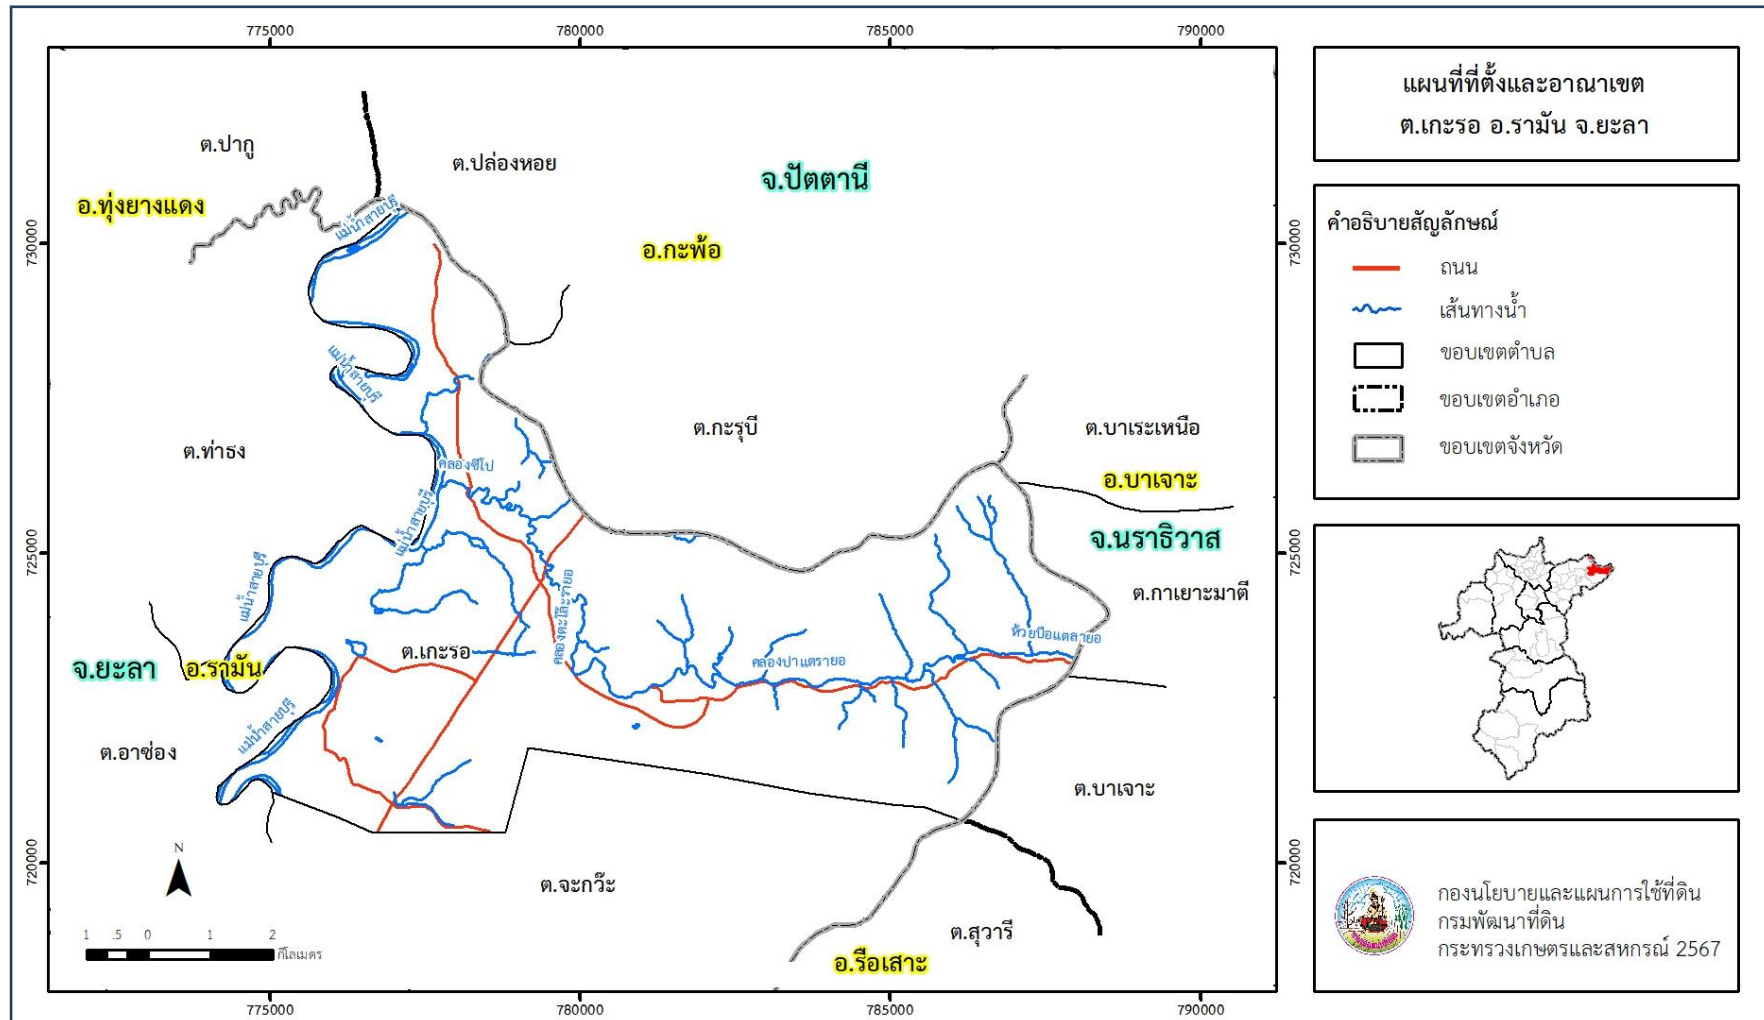 775000
780000
785000
790000
แผนที่ที่ตั้งและอาณาเขต
ต.เกะรอ อ.รามัน จ.ยะลา
ต.ปากู
ต.ปล่องหอย
จ.ปัตตานี
อ.ทุ่งยางแดง
แม่น้ำสายบุรี
อ.กะพ้อ
730000
730000
คำอธิบายสัญลักษณ์
ถนน
เส้นทางน้ำ
ขอบเขตตำบล
ขอบเขตอำเภอ
ขอบเขตจังหวัด
แม่น้ำสายบุรี
ต.ท่าธง
ต.กะรุบี
ต.บาเระเหนือ
คลองซีโป
อ.บาเจาะ
แม่น้ำสายบุรี
จ.นราธิวาส
725000
725000
แม่น้ำสายบุรี
คลองตะโล๊ะรายอ
ต.กาเยาะมาตี
ห้วยบือแตลายอ
คลองปาแตรายอ
ต.เกะรอ
จ.ยะลา
อ.รามัน
แม่น้ำสายบุรี
ต.อาซ่อง
ต.บาเจาะ
720000
720000
N
ต.จะกว๊ะ
ต.สุวารี
อ.รือเสาะ
1 .5 0 1 2
กิโลเมตร
กองนโยบายและแผนการใช้ที่ดิน
กรมพัฒนาที่ดิน
กระทรวงเกษตรและสหกรณ์ 2567
775000
780000
785000
790000